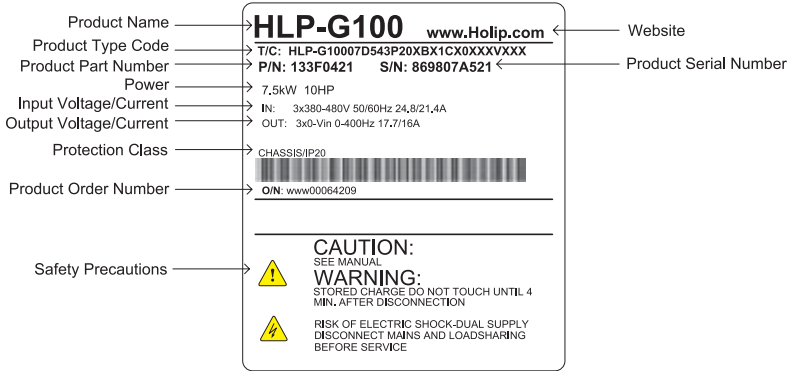 Product Name HLP-G100 www.Holip.com Website
Product Type Code T/C: HLP-G10007D543P20XBX1CX0XXXVXXX
Product Part Number P/N: 133F0421 S/N: 869807A521 Product Serial Number
Power 7.5kW 10HP
Input Voltage/Current IN: 3x380-480V 50/60Hz 24.8/21.4A
Output Voltage/Current OUT: 3x0-Vin 0-400Hz 17.7/16A
Protection Class CHASSIS/IP20
Product Order Number O/N: www00064209
CAUTION:
SEE MANUAL
Safety Precautions WARNING:
STORED CHARGE DO NOT TOUCH UNTIL 4
MIN. AFTER DISCONNECTION
RISK OF ELECTRIC SHOCK-DUAL SUPPLY
DISCONNECT MAINS AND LOADSHARING
BEFORE SERVICE